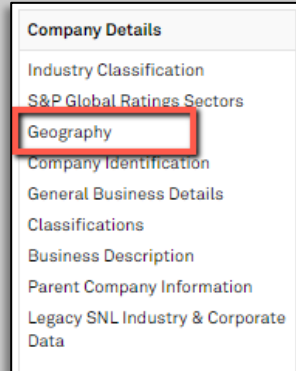 Company Details
Industry Classification
S&P Global Ratings Sectors
Geography
Company Identification
General Business Details
Classifications
Business Description
Parent Company Information
Legacy SNL Industry & Corporate
Data